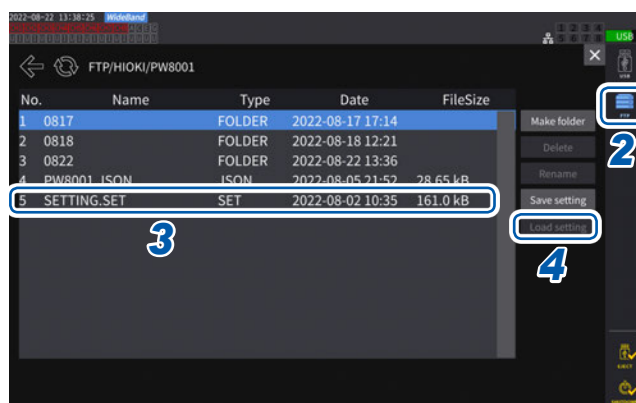 2022-08-22 13:38:25 WideBand
USB
FTP/HIOKI/PW8001
USB
No. Name Type Date FileSize
FTP
1 0817 FOLDER 2022-08-17 17:14
Make folder
2
2 0818 FOLDER 2022-08-18 12:21
Delete
3 0822 FOLDER 2022-08-22 13:36
Rename
4 PW8001.JSON JSON 2022-08-05 21:52 28.65 kB
5 SETTING.SET SET 2022-08-02 10:35 161.0 kB
Save setting
3
Load setting
4
EJECT